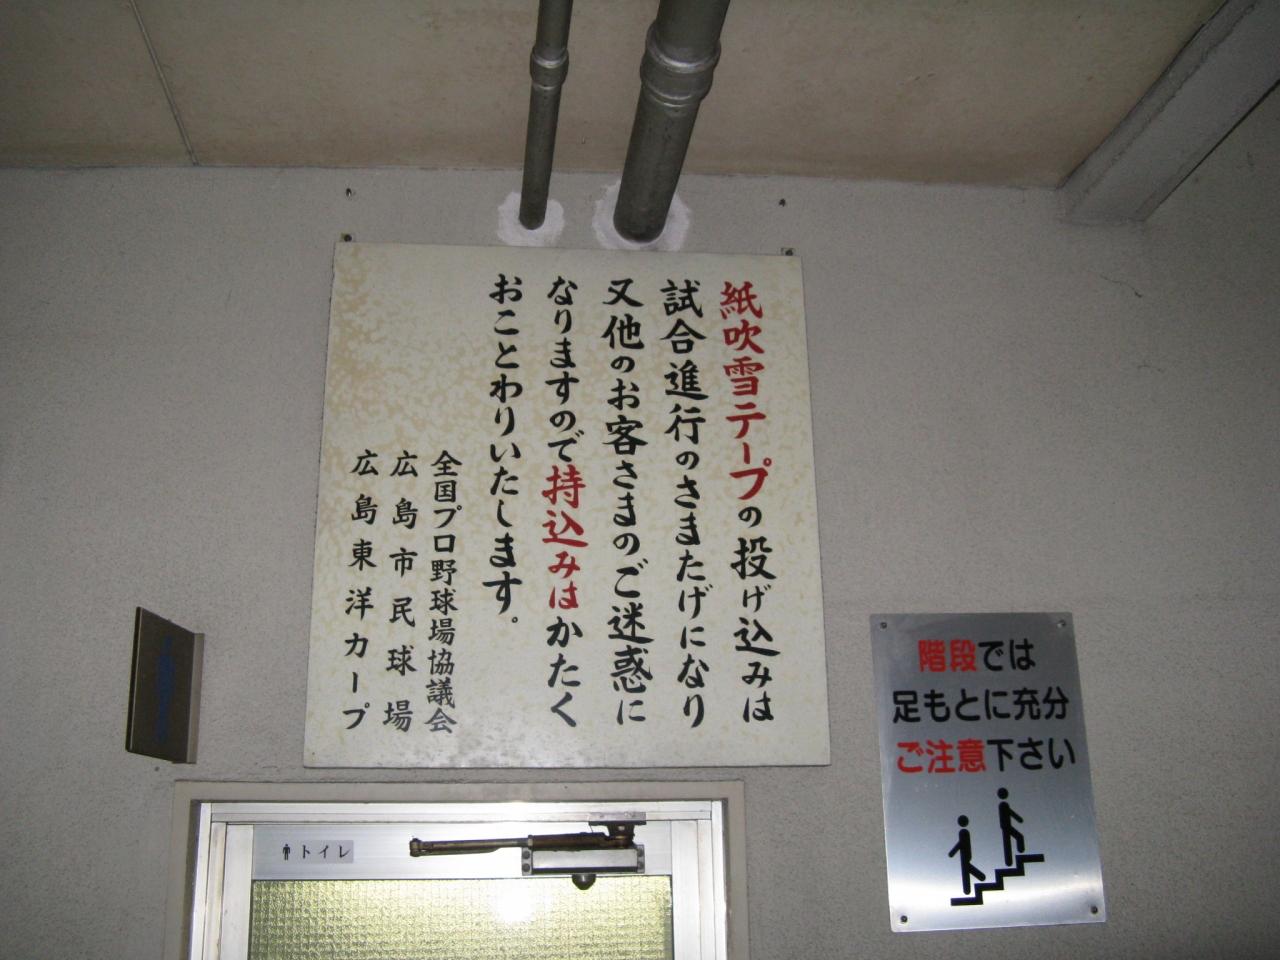 紙吹雪テープの投げ込みは
試合進行のさまたげになり
又他のお客さまのご迷惑に
なりますので持込みはかたく
おことわりいたします。
全国プロ野球場協議会
広島市民球場
広島東洋カープ
階段では
足もとに充分
ご注意下さい
トイレ